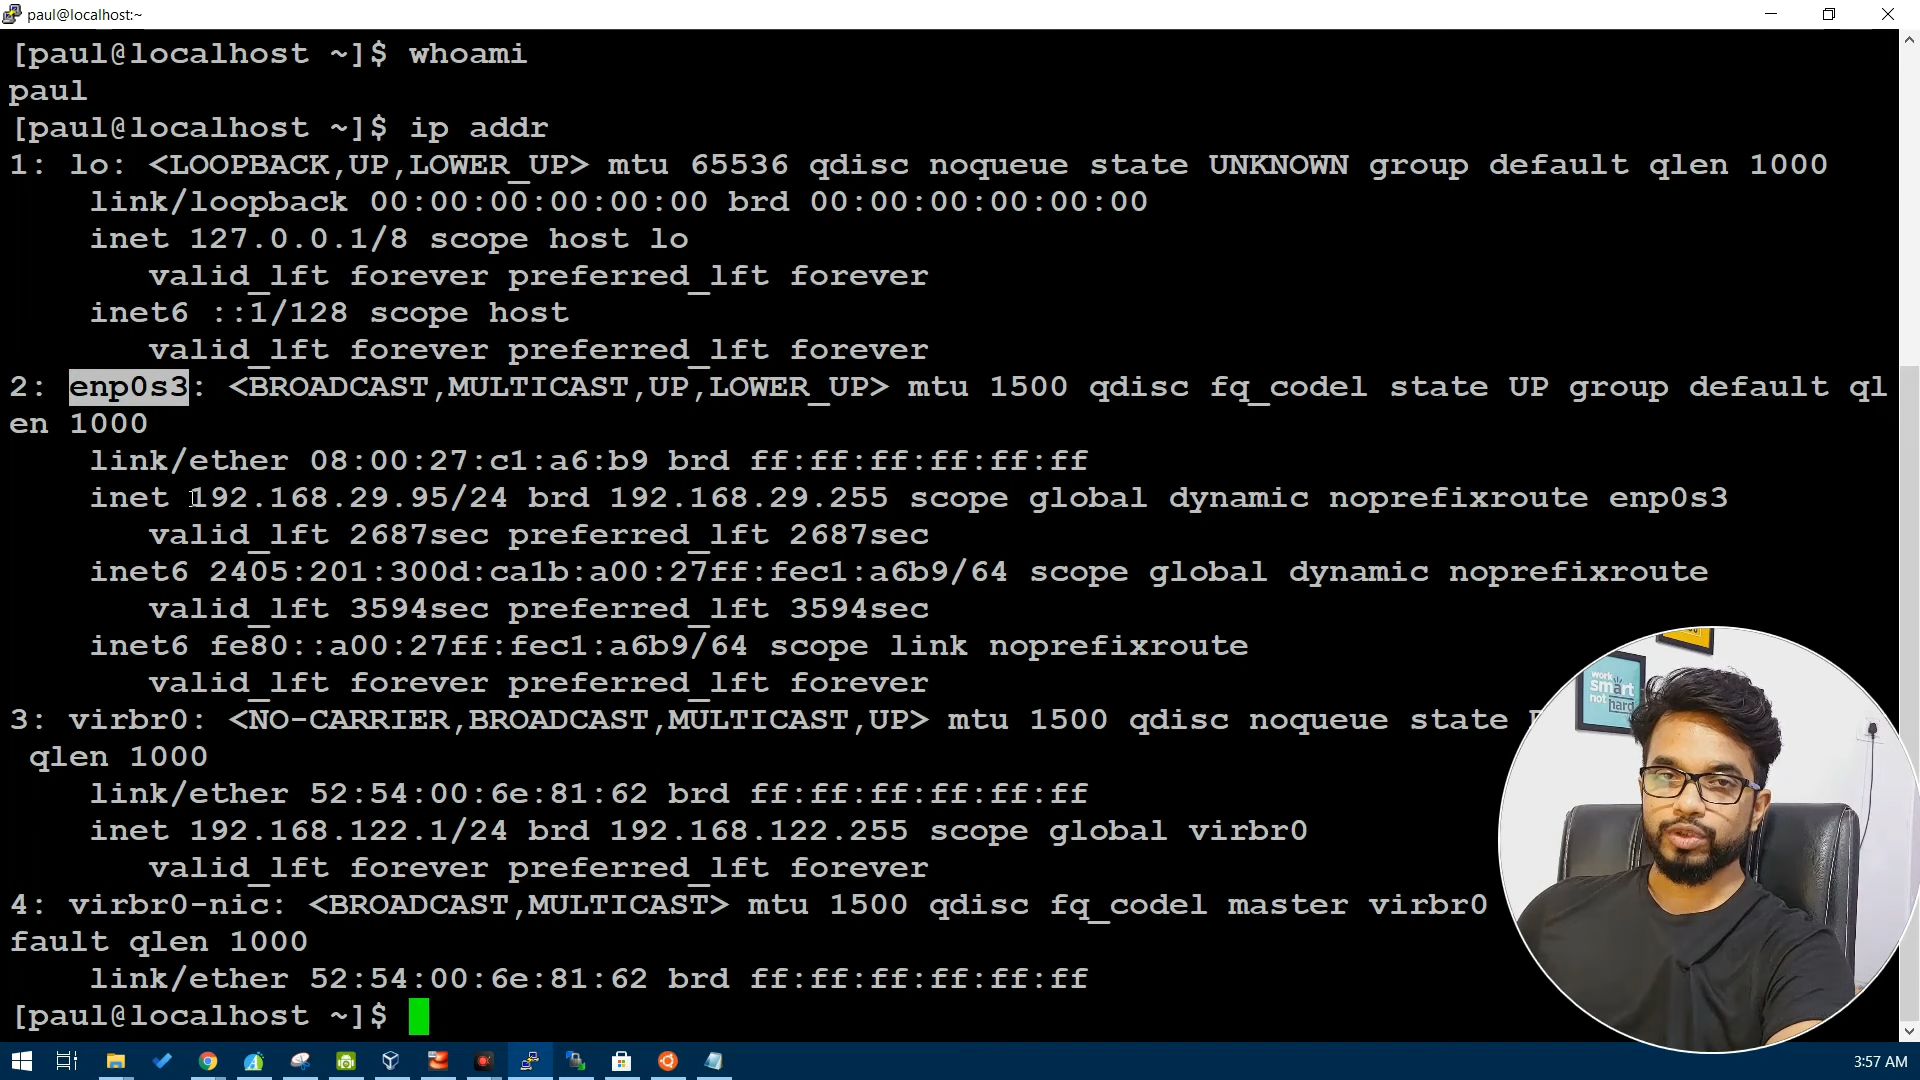 paul@localhost:~
[paul@localhost ~]$ whoami
paul
[paul@localhost ~]$ ip addr
1: lo: <LOOPBACK,UP,LOWER_UP> mtu 65536 qdisc noqueue state UNKNOWN group default qlen 1000
link/loopback 00:00:00:00:00:00 brd 00:00:00:00:00:00
inet 127.0.0.1/8 scope host lo
valid_lft forever preferred_lft forever
inet6 ::1/128 scope host
valid_lft forever preferred_lft forever
2: enp0s3: <BROADCAST,MULTICAST,UP,LOWER_UP> mtu 1500 qdisc fq_codel state UP group default ql
en 1000
link/ether 08:00:27:c1:a6:b9 brd ff:ff:ff:ff:ff:ff
inet 192.168.29.95/24 brd 192.168.29.255 scope global dynamic noprefixroute enp0s3
valid_lft 2687sec preferred_lft 2687sec
inet6 2405:201:300d:ca1b:a00:27ff:fec1:a6b9/64 scope global dynamic noprefixroute
valid_lft 3594sec preferred_lft 3594sec
inet6 fe80::a00:27ff:fec1:a6b9/64 scope link noprefixroute
valid_lft forever preferred_lft forever
3: virbr0: <NO-CARRIER,BROADCAST,MULTICAST,UP> mtu 1500 qdisc noqueue state
qlen 1000
link/ether 52:54:00:6e:81:62 brd ff:ff:ff:ff:ff:ff
inet 192.168.122.1/24 brd 192.168.122.255 scope global virbr0
valid_lft forever preferred_lft forever
4: virbr0-nic: <BROADCAST,MULTICAST> mtu 1500 qdisc fq_codel master virbr0
fault qlen 1000
link/ether 52:54:00:6e:81:62 brd ff:ff:ff:ff:ff:ff
[paul@localhost ~]$
work
smart
not
hard
3:57 AM